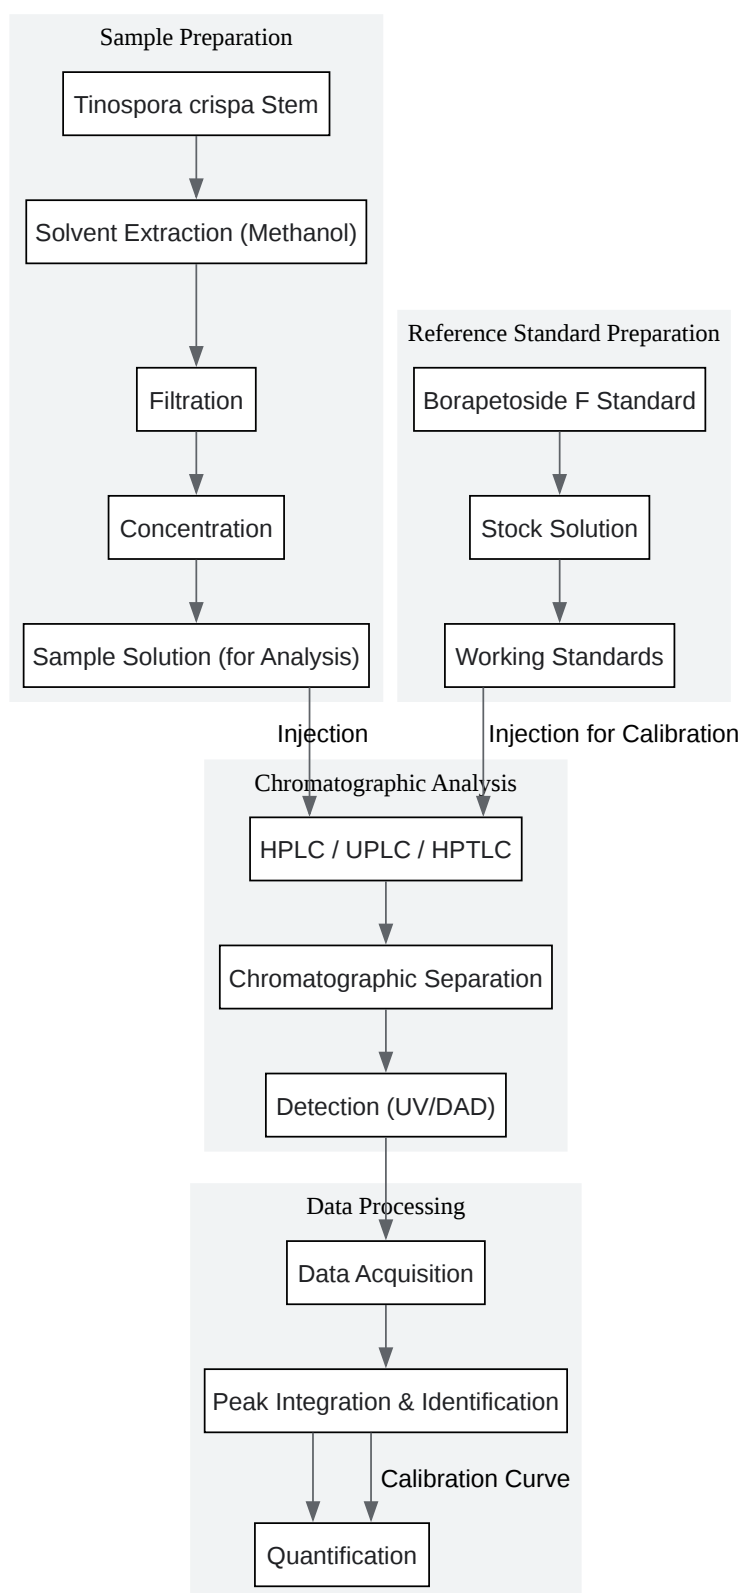 Sample Preparation
Tinospora crispa Stem
Solvent Extraction (Methanol)
Filtration
Concentration
Sample Solution (for Analysis)
Reference Standard Preparation
Borapetoside F Standard
Stock Solution
Working Standards
Injection
Injection for Calibration
Chromatographic Analysis
HPLC / UPLC / HPTLC
Chromatographic Separation
Detection (UV/DAD)
Data Processing
Data Acquisition
Peak Integration & Identification
Calibration Curve
Quantification